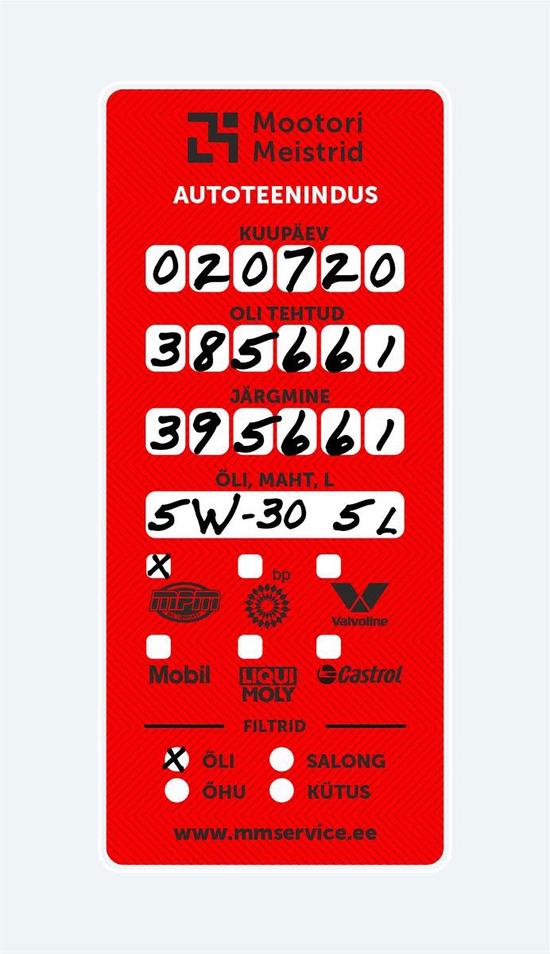 Mootori
Meistrid
AUTOTEENINDUS
KUUPÄEV
020720
OLI TEHTUD
385661
JÄRGMINE
395661
ÕLI, MAHT, L
5W-30 5L
X
bp
mpm Valvoline
Mobil LIQUI MOLY Castrol
FILTRID
X ÕLI SALONG
ÕHU KÜTUS
www.mmservice.ee